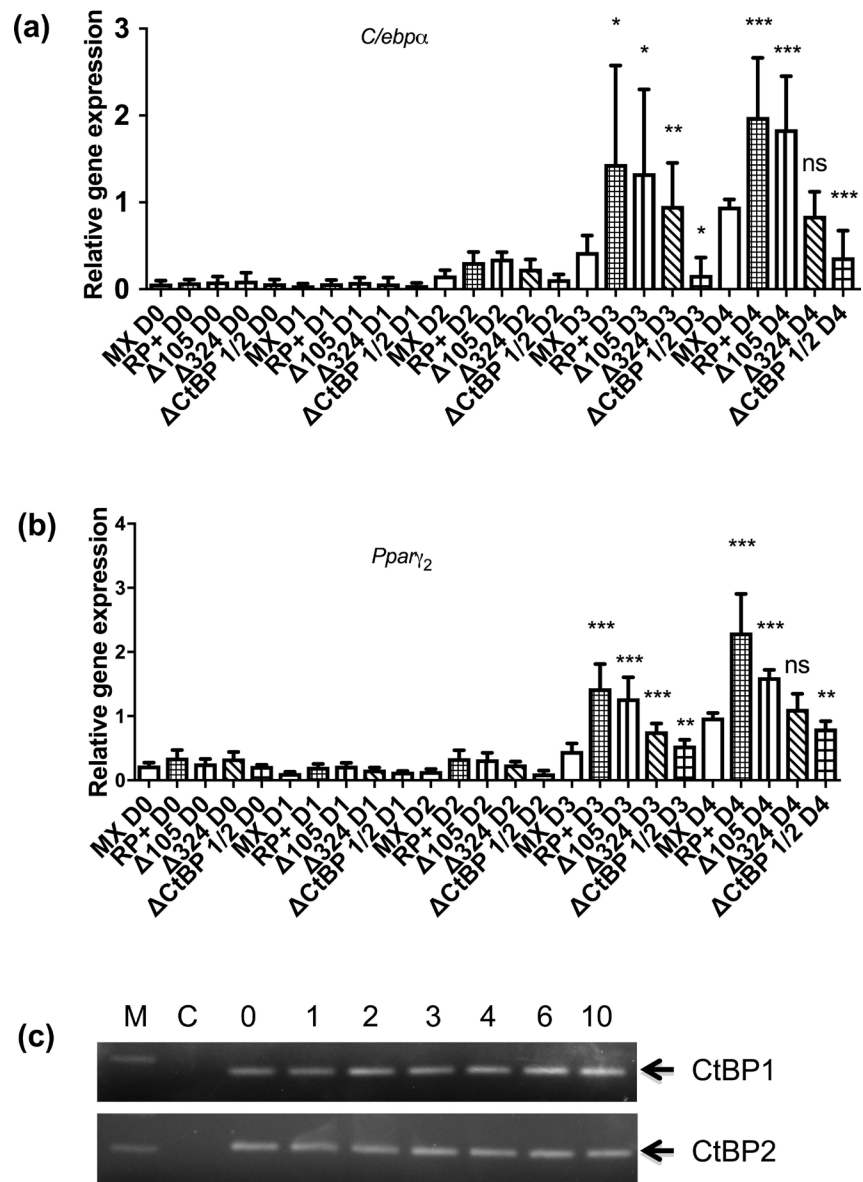 (a)
C/ebpα
Relative gene expression
3
2
1
0
* * ** * *** *** ns ***
MX D0
RP+ D0
Δ105 D0
Δ324 D0
ΔCtBP 1/2 D0
MX D1
RP+ D1
Δ105 D1
Δ324 D1
ΔCtBP 1/2 D1
MX D2
RP+ D2
Δ105 D2
Δ324 D2
ΔCtBP 1/2 D2
MX D3
RP+ D3
Δ105 D3
Δ324 D3
ΔCtBP 1/2 D3
MX D4
RP+ D4
Δ105 D4
Δ324 D4
ΔCtBP 1/2 D4
(b)
Pparγ2
Relative gene expression
4
3
2
1
0
*** *** *** ** *** *** ns **
MX D0
RP+ D0
Δ105 D0
Δ324 D0
ΔCtBP 1/2 D0
MX D1
RP+ D1
Δ105 D1
Δ324 D1
ΔCtBP 1/2 D1
MX D2
RP+ D2
Δ105 D2
Δ324 D2
ΔCtBP 1/2 D2
MX D3
RP+ D3
Δ105 D3
Δ324 D3
ΔCtBP 1/2 D3
MX D4
RP+ D4
Δ105 D4
Δ324 D4
ΔCtBP 1/2 D4
(c)
M C 0 1 2 3 4 6 10
CtBP1
CtBP2